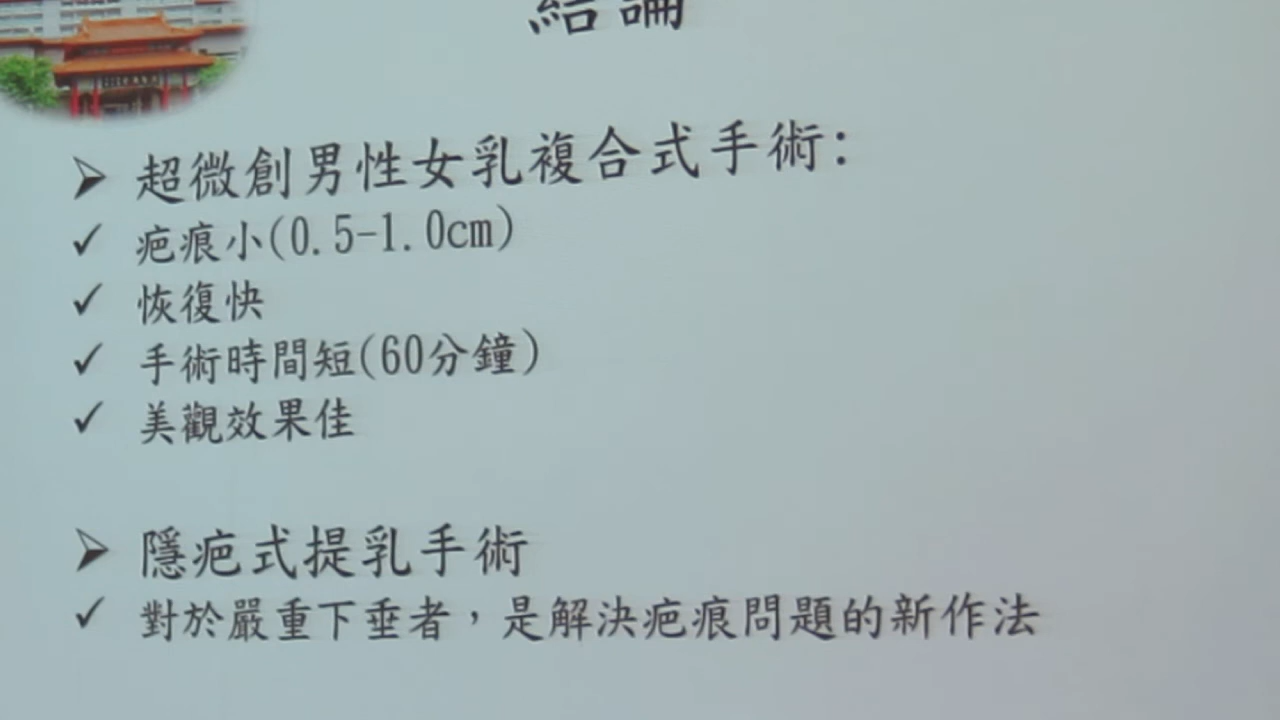 結論
超微創男性女乳複合式手術:
疤痕小(0.5-1.0cm)
恢復快
手術時間短(60分鐘)
美觀效果佳
隱疤式提乳手術
對於嚴重下垂者，是解決疤痕問題的新作法